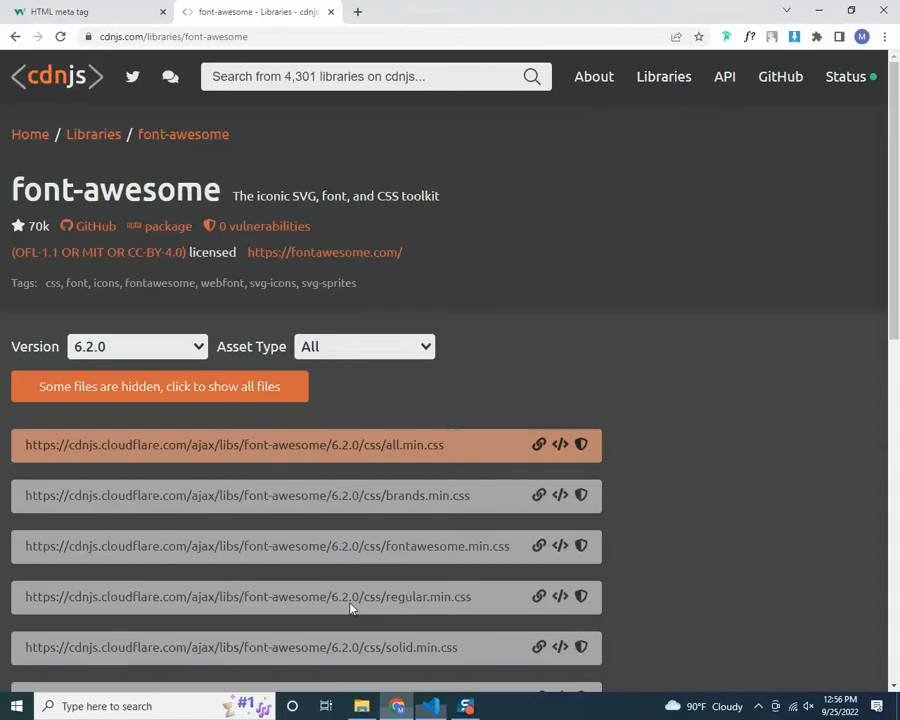 HTML meta tag
font-awesome - Libraries - cdnjs
cdnjs.com/libraries/font-awesome
M
<cdnjs>
Search from 4,301 libraries on cdnjs...
About
Libraries
API
GitHub
Status
Home / Libraries / font-awesome
font-awesome The iconic SVG, font, and CSS toolkit
70k GitHub package 0 vulnerabilities
(OFL-1.1 OR MIT OR CC-BY-4.0) licensed https://fontawesome.com/
Tags: css, font, icons, fontawesome, webfont, svg-icons, svg-sprites
Version 6.2.0 Asset Type All
Some files are hidden, click to show all files
https://cdnjs.cloudflare.com/ajax/libs/font-awesome/6.2.0/css/all.min.css
https://cdnjs.cloudflare.com/ajax/libs/font-awesome/6.2.0/css/brands.min.css
https://cdnjs.cloudflare.com/ajax/libs/font-awesome/6.2.0/css/fontawesome.min.css
https://cdnjs.cloudflare.com/ajax/libs/font-awesome/6.2.0/css/regular.min.css
https://cdnjs.cloudflare.com/ajax/libs/font-awesome/6.2.0/css/solid.min.css
Type here to search
#1
90°F Cloudy
12:56 PM
9/25/2022